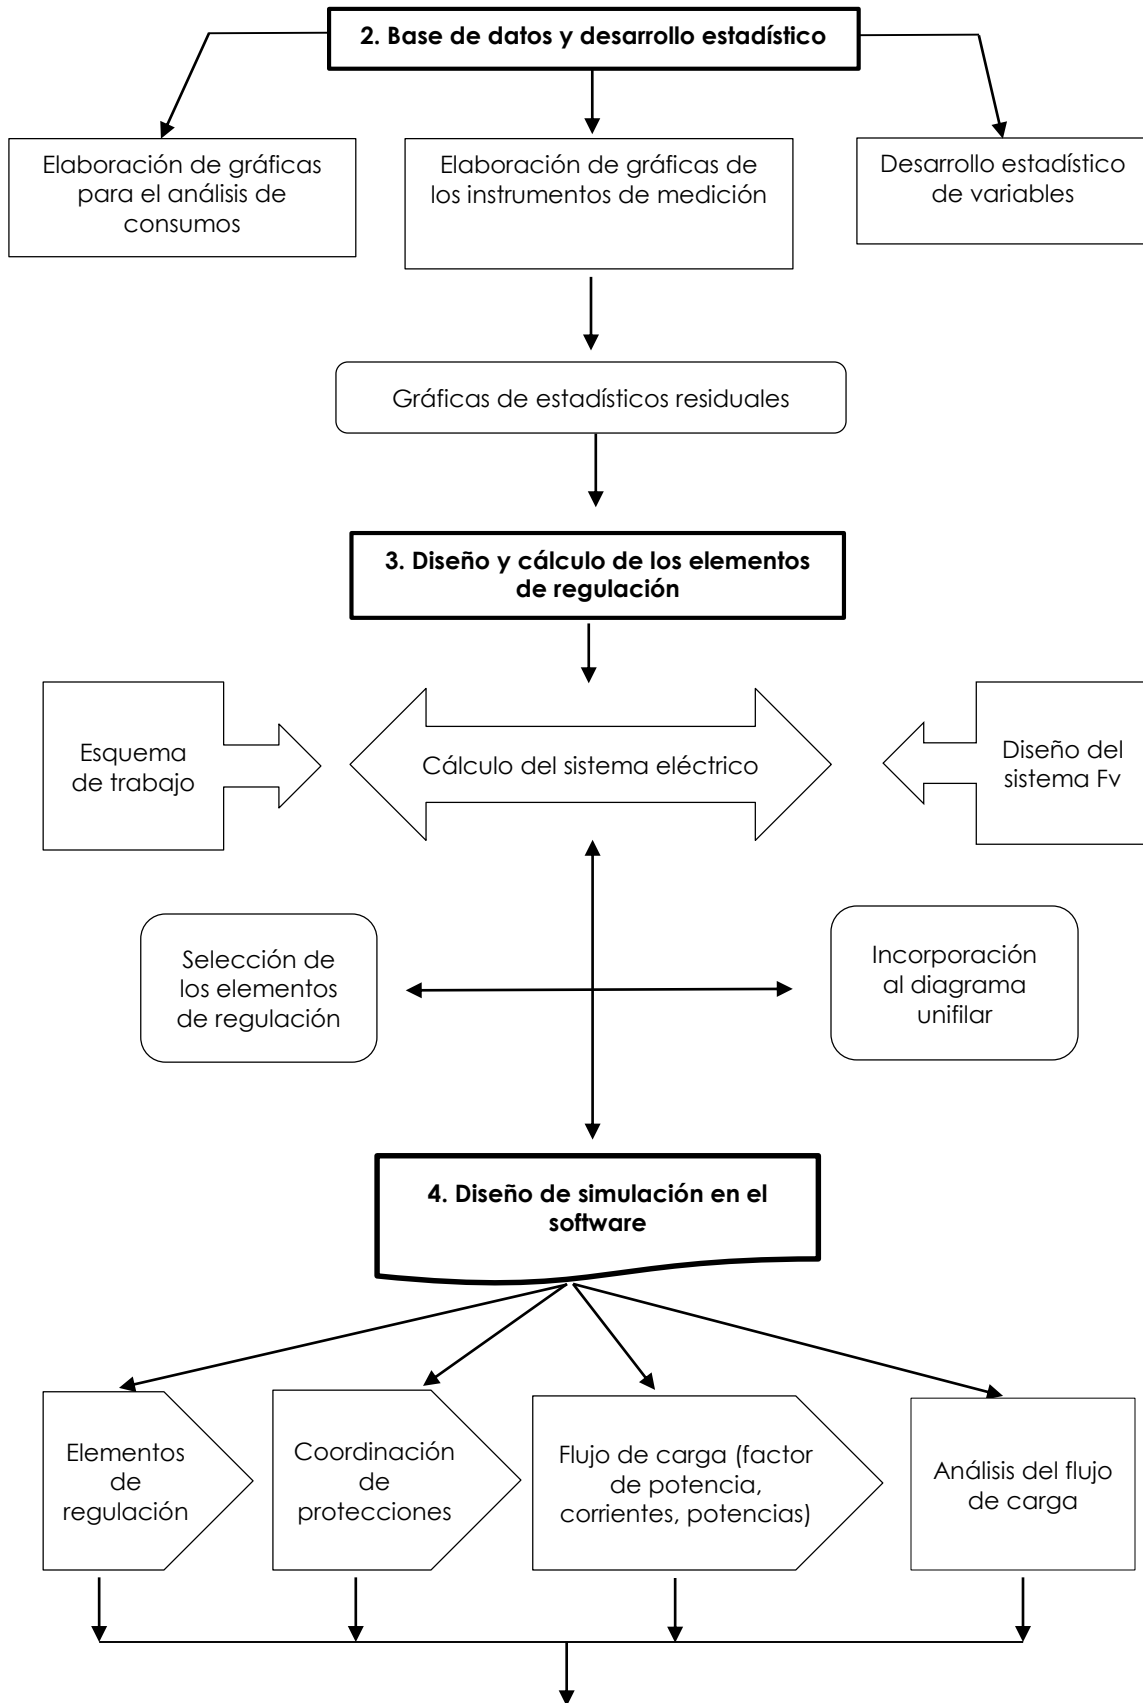 2. Base de datos y desarrollo estadístico
Elaboración de gráficas
para el análisis de
consumos
Elaboración de gráficas de
los instrumentos de medición
Desarrollo estadístico
de variables
Gráficas de estadísticos residuales
3. Diseño y cálculo de los elementos
de regulación
Esquema
de trabajo
Cálculo del sistema eléctrico
Diseño del
sistema Fv
Selección de
los elementos
de regulación
Incorporación
al diagrama
unifilar
4. Diseño de simulación en el
software
Elementos
de
regulación
Coordinación
de
protecciones
Flujo de carga (factor
de potencia,
corrientes, potencias)
Análisis del flujo
de carga